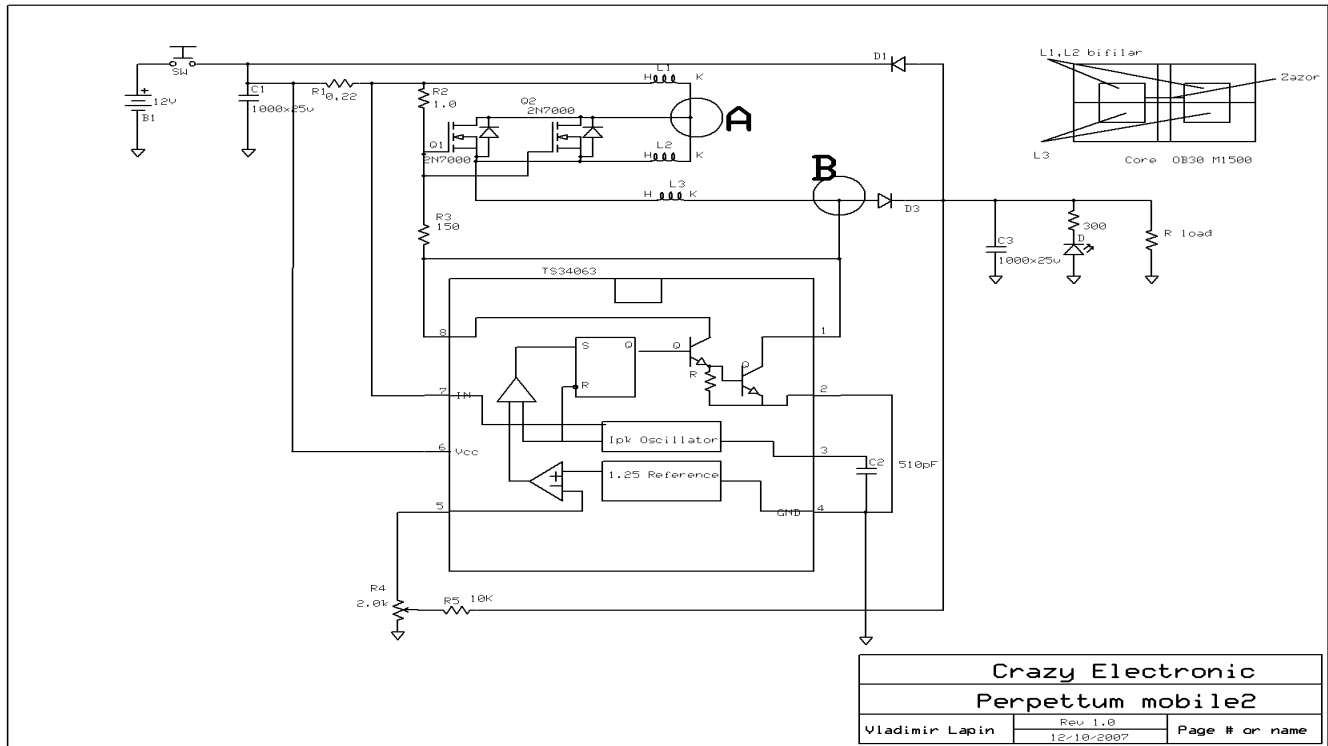 SW
+
12V
B1
C1
1000x25v
R1
0,22
R2
1.0
Q2
2N7000
Q1
2N7000
H L1 K
A
H L2 K
H L3 K
B
D1
D3
L1,L2 bifilar
Zazor
L3
Core OB30 M1500
R3
150
C3
1000x25v
300
D
R load
TS34063
8
1
S Q
R
Q
R
Q
7 IN
2
Ipk Oscillator
6 Vcc
3
C2
510pF
1.25 Reference
5
GND 4
R4
2.0k
R5 10K
Crazy Electronic
Perpettum mobile2
Vladimir Lapin
Rev 1.0
12/10/2007
Page # or name